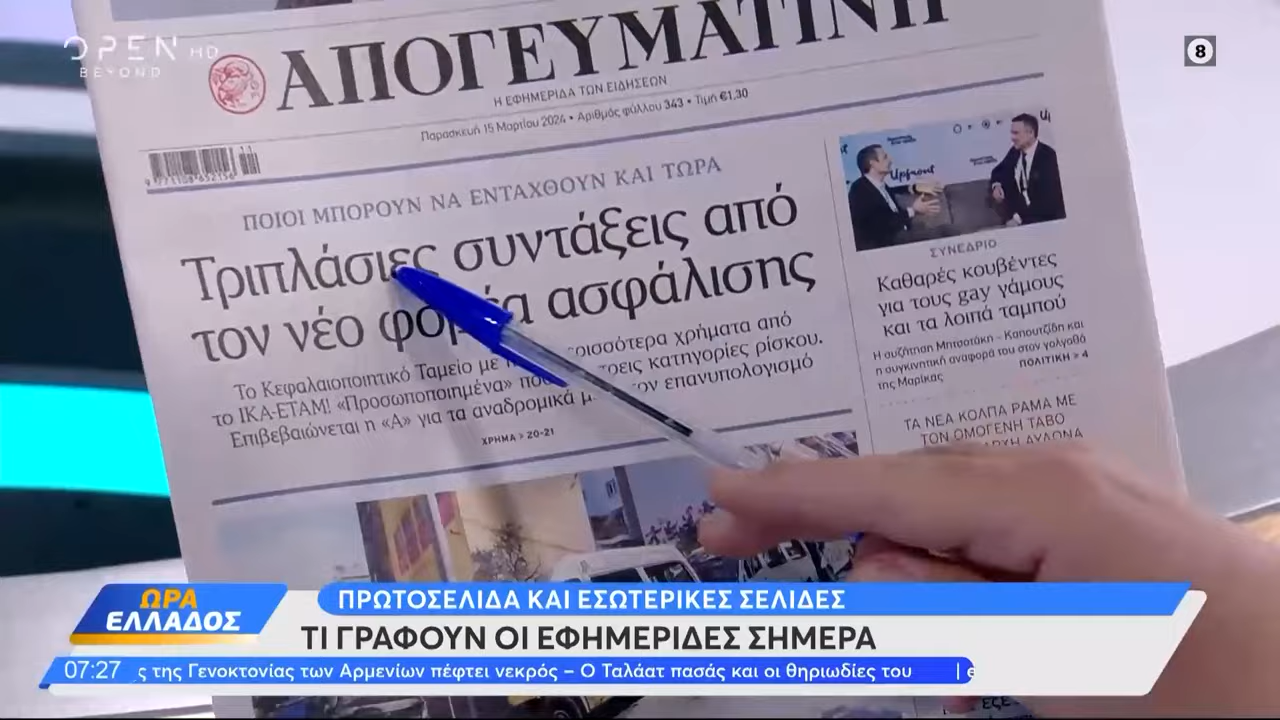 OPEN HD
BEYOND
8
ΑΠΟΓΕΥΜΑΤΙΝΗ
Η ΕΦΗΜΕΡΙΔΑ ΤΩΝ ΕΙΔΗΣΕΩΝ
Παρασκευή 15 Μαρτίου 2024 • Αριθμός φύλλου 343 • Τιμή €1,30
ΠΟΙΟΙ ΜΠΟΡΟΥΝ ΝΑ ΕΝΤΑΧΘΟΥΝ ΚΑΙ ΤΩΡΑ
Τριπλάσιες συντάξεις από
τον νέο φορέα ασφάλισης
Το Κεφαλαιοποιητικό Ταμείο με περισσότερα χρήματα από
το ΙΚΑ-ΕΤΑΜ! «Προσωποποιημένα» τρεις κατηγορίες ρίσκου.
Επιβεβαιώνεται η «Α» για τα αναδρομικά επανυπολογισμό
ΧΡΗΜΑ > 20-21
Upfront
ΣΥΝΕΔΡΙΟ
Καθαρές κουβέντες
για τους gay γάμους
και τα λοιπά ταμπού
Η συζήτηση Μητσοτάκη – Καπουτζίδη και
η συγκινητική αναφορά του στον γολγοθά
της Μαρίκας
ΠΟΛΙΤΙΚΗ > 4
ΤΑ ΝΕΑ ΚΟΛΠΑ ΡΑΜΑ ΜΕ
ΤΟΝ ΟΜΟΓΕΝΗ ΤΑΒΟ
ΑΥΛΩΝΑ
ΩΡΑ
ΕΛΛΑΔΟΣ
ΠΡΩΤΟΣΕΛΙΔΑ ΚΑΙ ΕΣΩΤΕΡΙΚΕΣ ΣΕΛΙΔΕΣ
ΤΙ ΓΡΑΦΟΥΝ ΟΙ ΕΦΗΜΕΡΙΔΕΣ ΣΗΜΕΡΑ
07:27 ς της Γενοκτονίας των Αρμενίων πέφτει νεκρός – Ο Ταλάατ πασάς και οι θηριωδίες του |